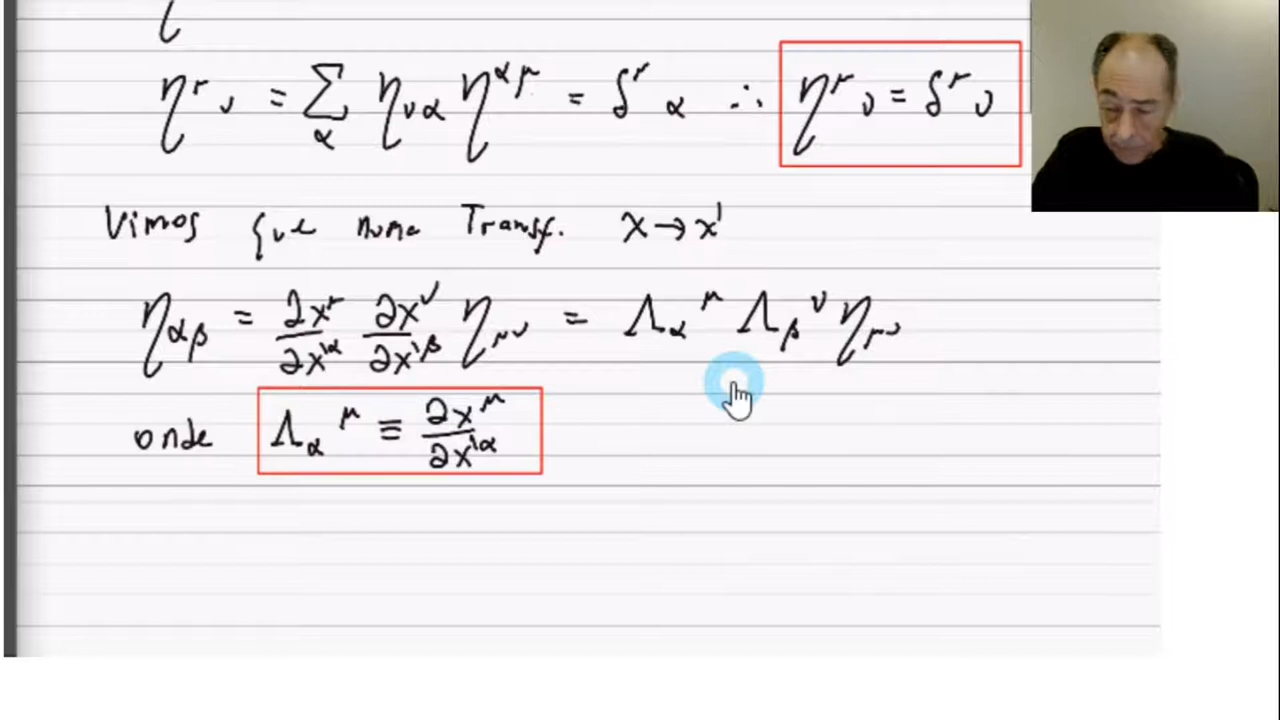 η^μ_ν = Σ_α η_να η^αμ = δ^μ_α ∴ η^μ_ν = δ^μ_ν
Vimos que numa Transf. x → x'
η_αβ = ∂x^μ/∂x'^α ∂x^ν/∂x'^β η_μν = Λ_α^μ Λ_β^ν η_μν
onde Λ_α^μ ≡ ∂x^μ/∂x'^α